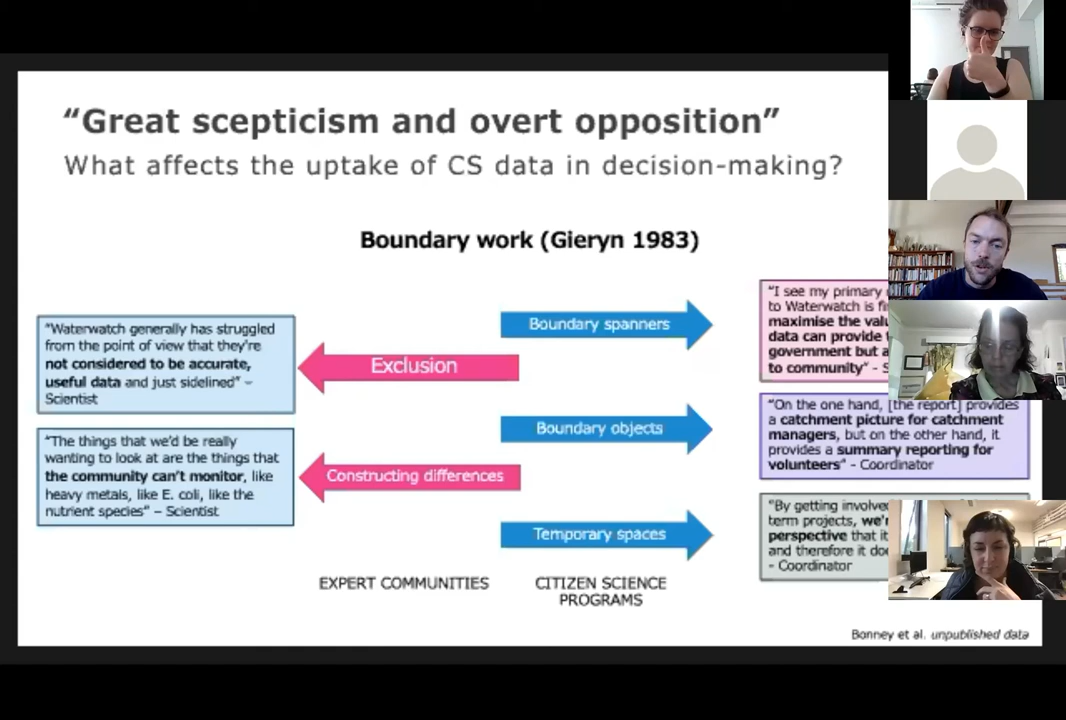 “Great scepticism and overt opposition”
What affects the uptake of CS data in decision-making?
Boundary work (Gieryn 1983)
“Waterwatch generally has struggled
from the point of view that they’re
not considered to be accurate,
useful data and just sidelined” –
Scientist
“The things that we’d be really
wanting to look at are the things that
the community can’t monitor, like
heavy metals, like E. coli, like the
nutrient species” – Scientist
Boundary spanners
Exclusion
Boundary objects
Constructing differences
Temporary spaces
EXPERT COMMUNITIES
CITIZEN SCIENCE
PROGRAMS
“I see my primary
to Waterwatch is
maximise the
data can provide
government but a
to community” -
“On the one hand, [the report] provides
a catchment picture for catchment
managers, but on the other hand, it
provides a summary reporting for
volunteers” - Coordinator
“By getting
term projects,
perspective that it
and therefore it
- Coordinator
Bonney et al. unpublished data